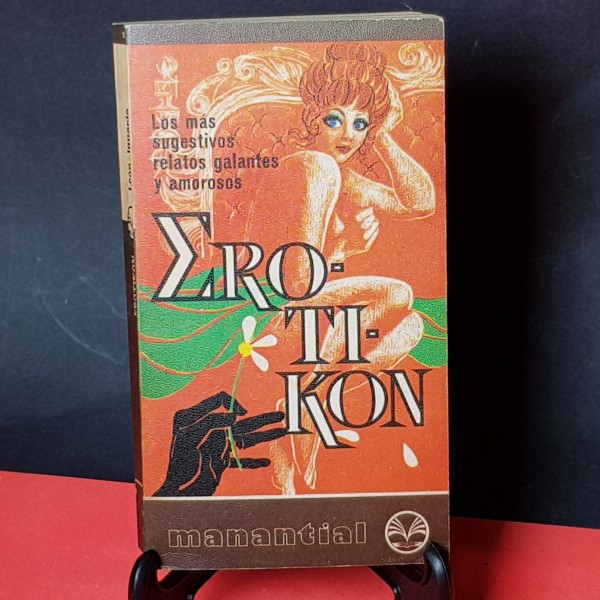 Los más
sugestivos
relatos galantes
y amorosos
ΣRO-
TI-
KON
manantial